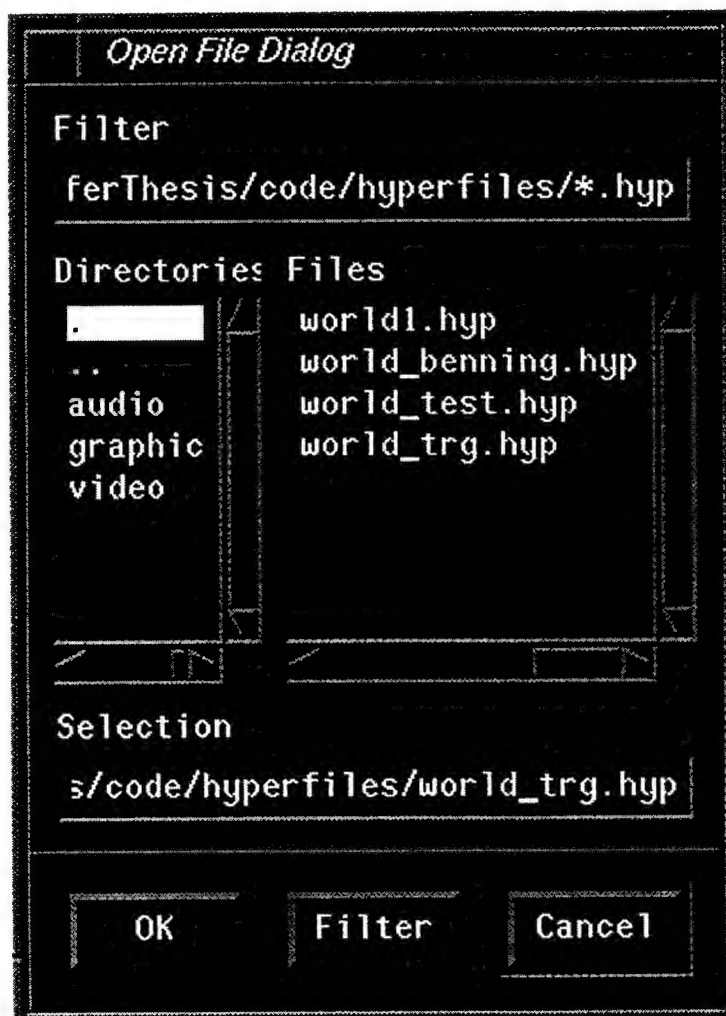 Open File Dialog
Filter
ferThesis/code/hyperfiles/*.hyp
Directories Files
. world1.hyp
.. world_benning.hyp
audio world_test.hyp
graphic world_trg.hyp
video
Selection
s/code/hyperfiles/world_trg.hyp
OK Filter Cancel